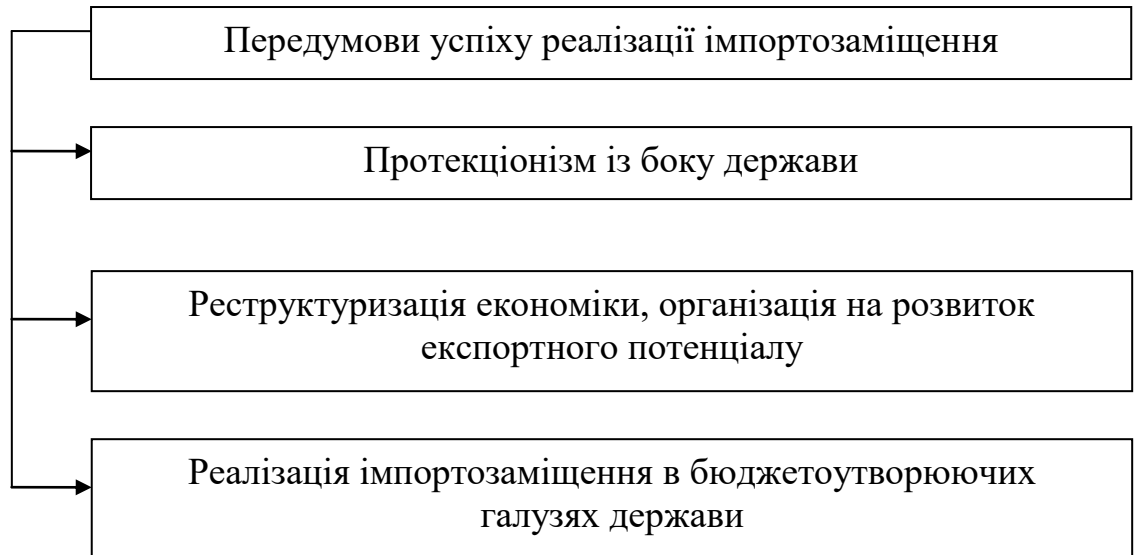 Передумови успіху реалізації імпортозаміщення
Протекціонізм із боку держави
Реструктуризація економіки, організація на розвиток
експортного потенціалу
Реалізація імпортозаміщення в бюджетоутворюючих
галузях держави